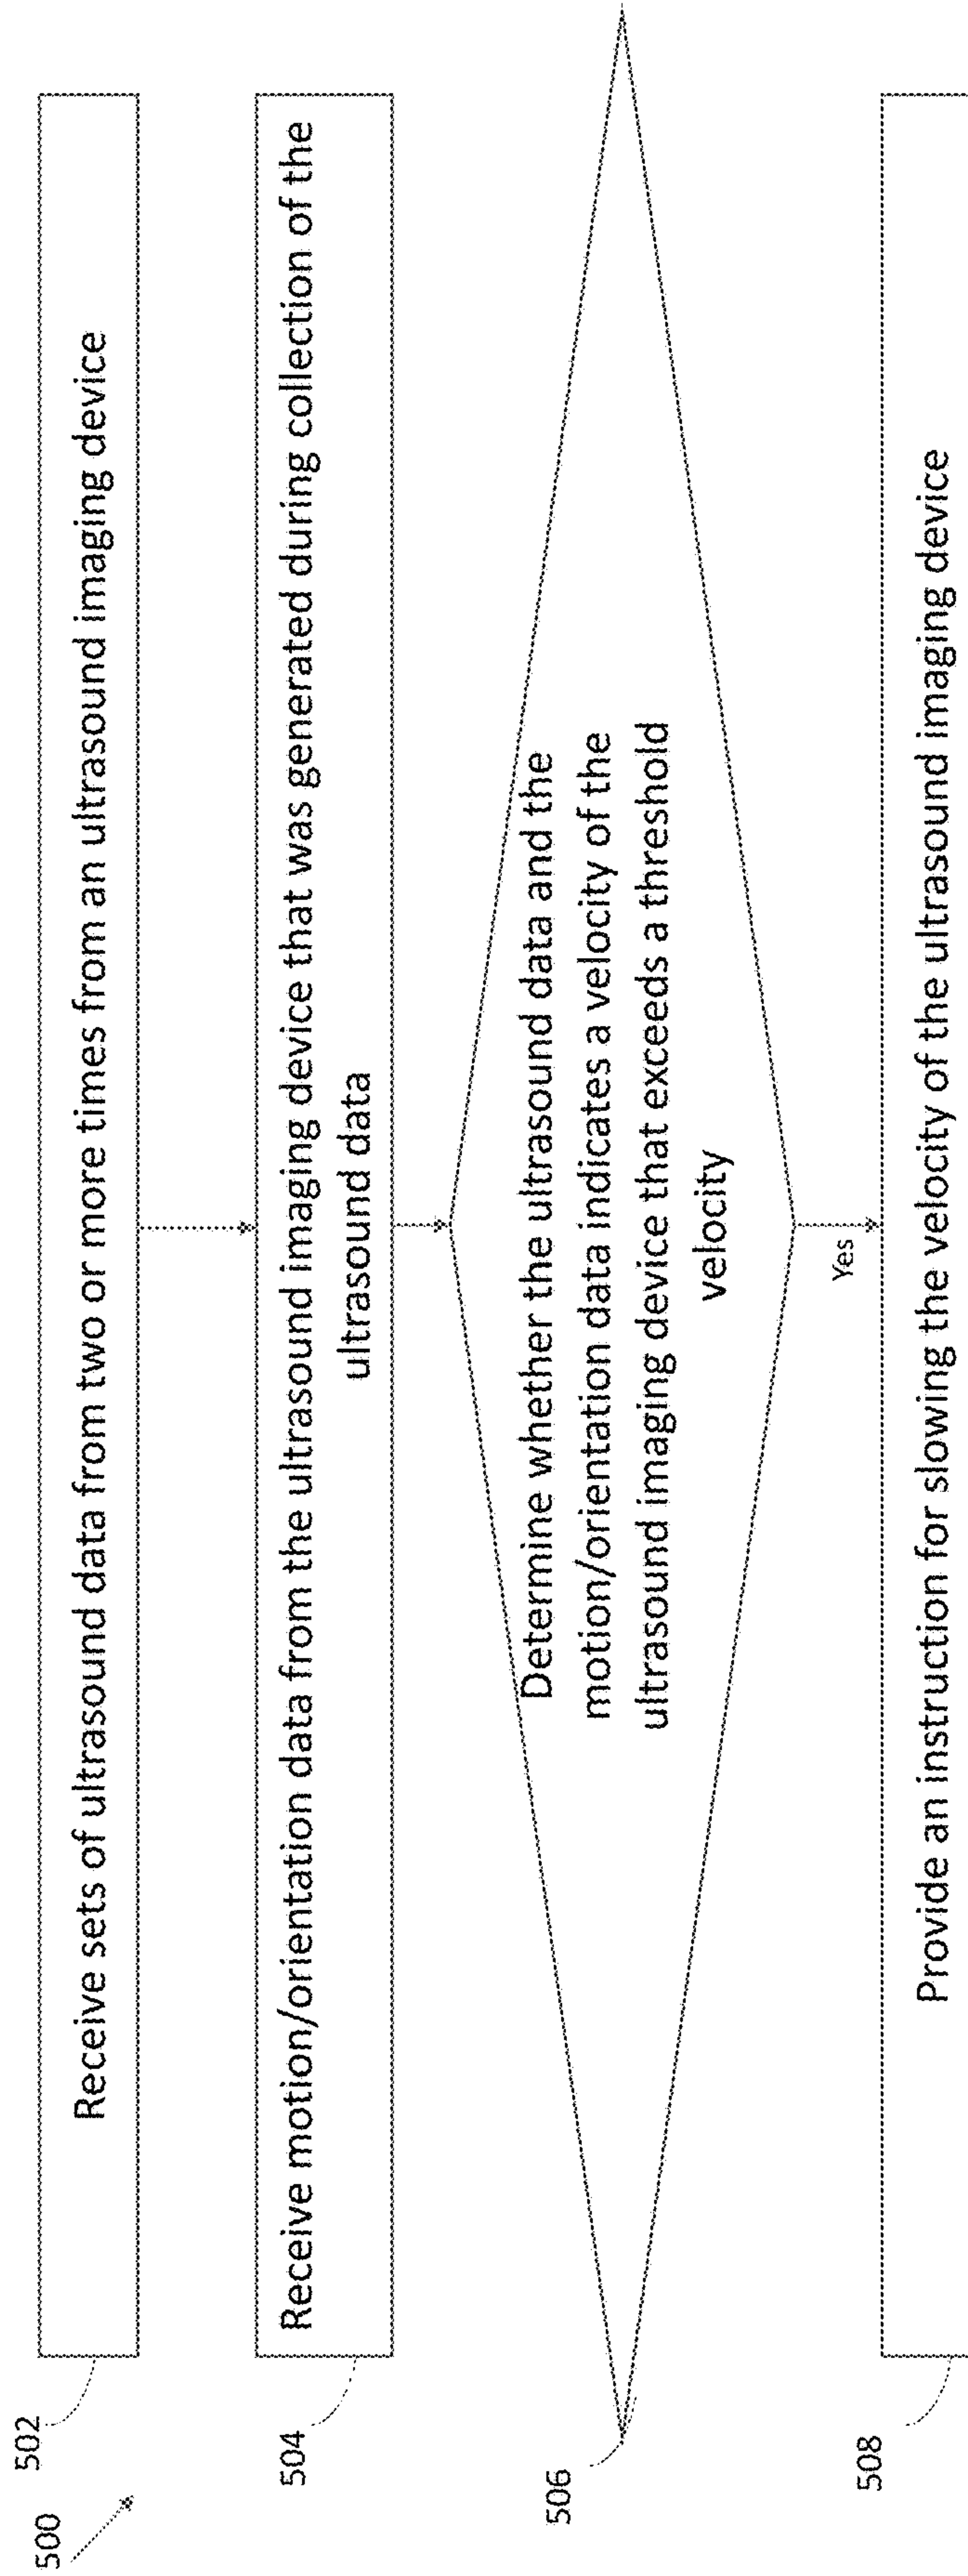 500
502
Receive sets of ultrasound data from two or more times from an ultrasound imaging device
504
Receive motion/orientation data from the ultrasound imaging device that was generated during collection of the
ultrasound data
506
Determine whether the ultrasound data and the
motion/orientation data indicates a velocity of the
ultrasound imaging device that exceeds a threshold
velocity
Yes
508
Provide an instruction for slowing the velocity of the ultrasound imaging device